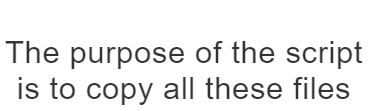 The purpose of the script
is to copy all these files